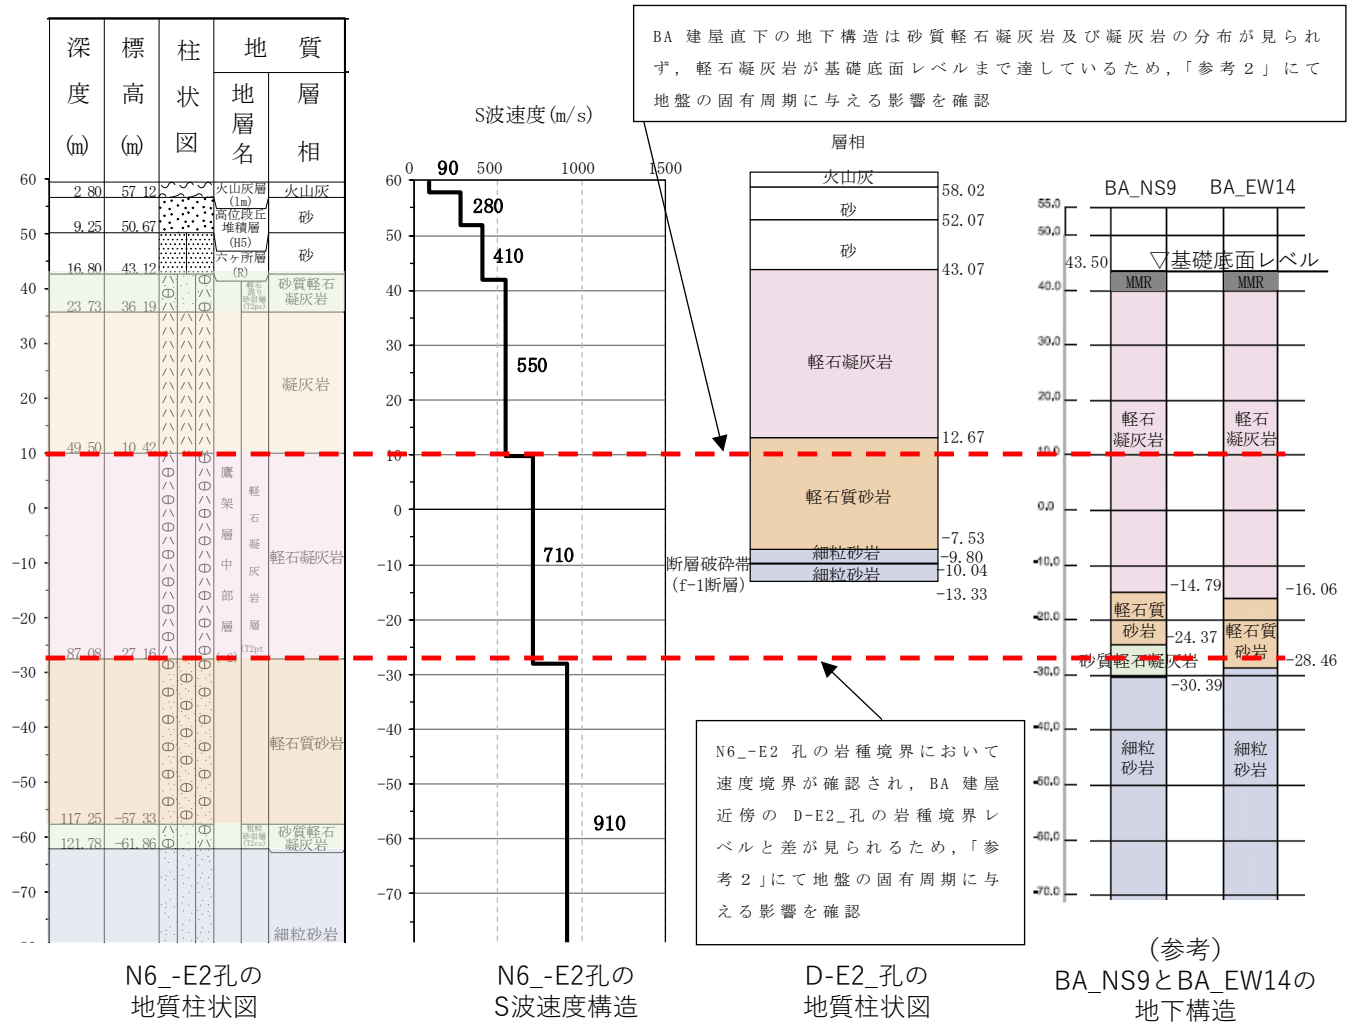 BA 建屋直下の地下構造は砂質軽石凝灰岩及び凝灰岩の分布が見られ
ず，軽石凝灰岩が基礎底面レベルまで達しているため，「参考２」にて
地盤の固有周期に与える影響を確認
深度(m)
標高(m)
柱状図
地　質
地層名
層相
60
50
40
30
20
10
0
-10
-20
-30
-40
-50
-60
-70
2.80 57.12
火山灰層
(lm)
火山灰
9.25 50.67
高位段丘
堆積層
(H5)
砂
16.80 43.12
六ヶ所層
(R)
砂
23.73 36.19
軽石
混り
砂岩層
(T2ps)
砂質軽石
凝灰岩
49.50 10.42
凝灰岩
鷹架層中部層
軽石凝灰岩層
(T2pt
軽石凝灰岩
87.08 27.16
軽石質砂岩
117.25 -57.33
粗粒
砂岩層
(T2cs)
砂質軽石
凝灰岩
121.78 -61.86
細粒砂岩
N6_-E2孔の
地質柱状図
S波速度(m/s)
0 500 1000 1500
60
50
40
30
20
10
0
-10
-20
-30
-40
-50
-60
-70
90
280
410
550
710
910
N6_-E2孔の
S波速度構造
層相
火山灰
58.02
砂
52.07
砂
43.07
軽石凝灰岩
12.67
軽石質砂岩
-7.53
細粒砂岩
-9.80
断層破砕帯
(f-1断層)
-10.04
細粒砂岩
-13.33
N6_-E2 孔の岩種境界において
速度境界が確認され，BA 建屋
近傍の D-E2_孔の岩種境界レ
ベルと差が見られるため，「参
考２」にて地盤の固有周期に与
える影響を確認
D-E2_孔の
地質柱状図
BA_NS9 BA_EW14
55.0
50.0
43.50
▽基礎底面レベル
40.0
30.0
20.0
10.0
0.0
-10.0
-20.0
-30.0
-40.0
-50.0
-60.0
-70.0
MMR MMR
軽石
凝灰岩
軽石
凝灰岩
-14.79
-16.06
軽石質
砂岩
-24.37
軽石質
砂岩
砂質軽石凝灰岩
-28.46
-30.39
細粒
砂岩
細粒
砂岩
(参考)
BA_NS9とBA_EW14の
地下構造